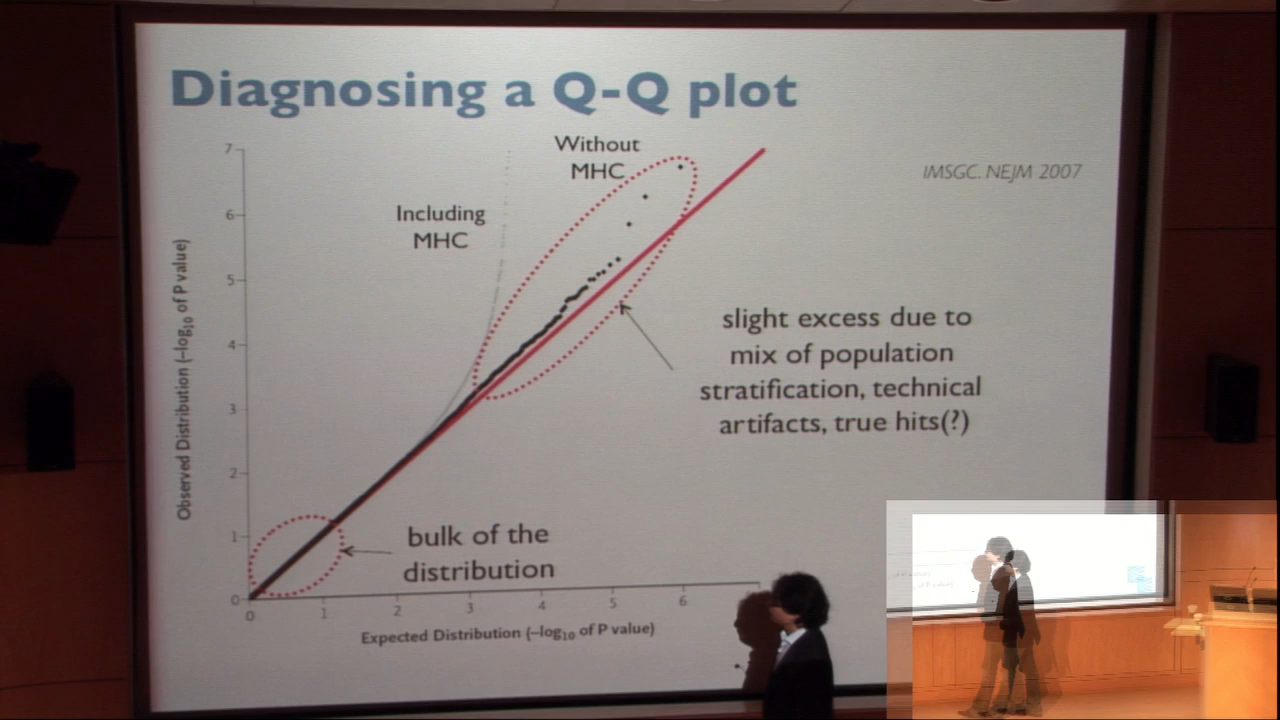 Diagnosing a Q-Q plot
Without
MHC
IMSGC. NEJM 2007
Including
MHC
7
6
5
4
3
2
1
0
Observed Distribution (−log10 of P value)
slight excess due to
mix of population
stratification, technical
artifacts, true hits(?)
bulk of the
distribution
0 1 2 3 4 5 6
Expected Distribution (−log10 of P value)